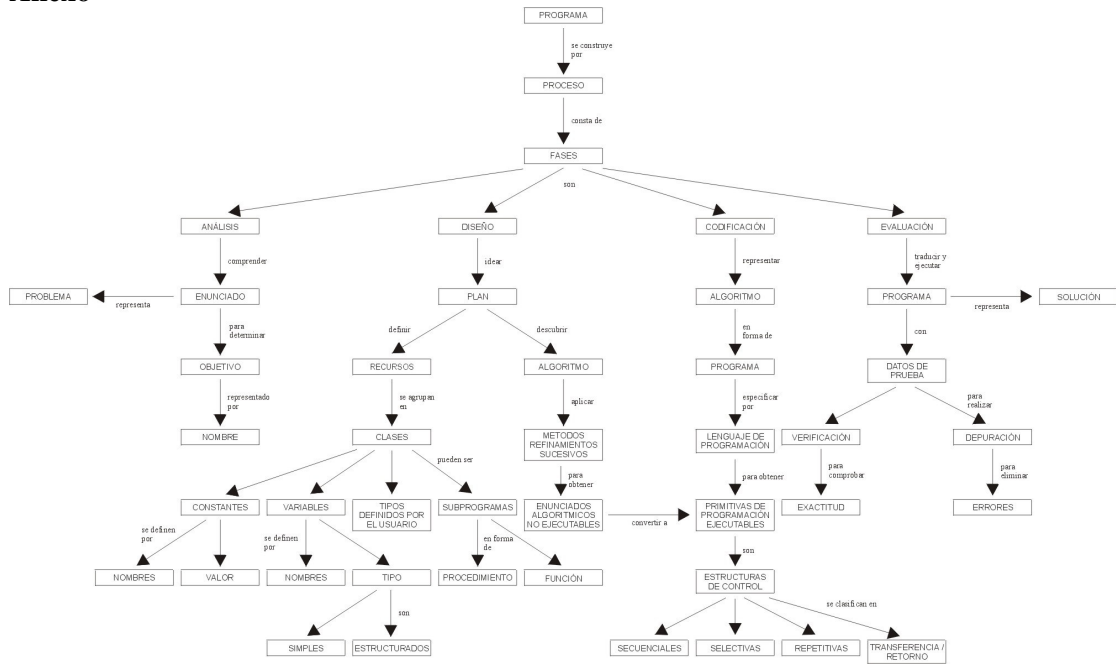 PROGRAMA
se construye
por
PROCESO
consta de
FASES
son
ANÁLISIS
DISEÑO
CODIFICACIÓN
EVALUACIÓN
comprender
idear
representar
traducir y
ejecutar
PROBLEMA
representa
ENUNCIADO
PLAN
ALGORITMO
PROGRAMA
representa
SOLUCIÓN
para
determinar
definir
descubrir
en
forma de
con
OBJETIVO
RECURSOS
ALGORITMO
PROGRAMA
DATOS DE
PRUEBA
representado
por
se agrupan
en
aplicar
especificar
por
para
realizar
NOMBRE
CLASES
METODOS
REFINAMIENTOS
SUCESIVOS
LENGUAJE DE
PROGRAMACIÓN
VERIFICACIÓN
DEPURACIÓN
pueden ser
para
obtener
para obtener
para
comprobar
para
eliminar
CONSTANTES
VARIABLES
TIPOS
DEFINIDOS POR
EL USUARIO
SUBPROGRAMAS
ENUNCIADOS
ALGORITMICOS
NO EJECUTABLES
convertir a
PRIMITIVAS DE
PROGRAMACIÓN
EJECUTABLES
EXACTITUD
ERRORES
se definen
por
se definen
por
en forma
de
son
NOMBRES
VALOR
NOMBRES
TIPO
PROCEDIMIENTO
FUNCIÓN
ESTRUCTURAS
DE CONTROL
son
se clasifican en
SIMPLES
ESTRUCTURADOS
SECUENCIALES
SELECTIVAS
REPETITIVAS
TRANSFERENCIA /
RETORNO